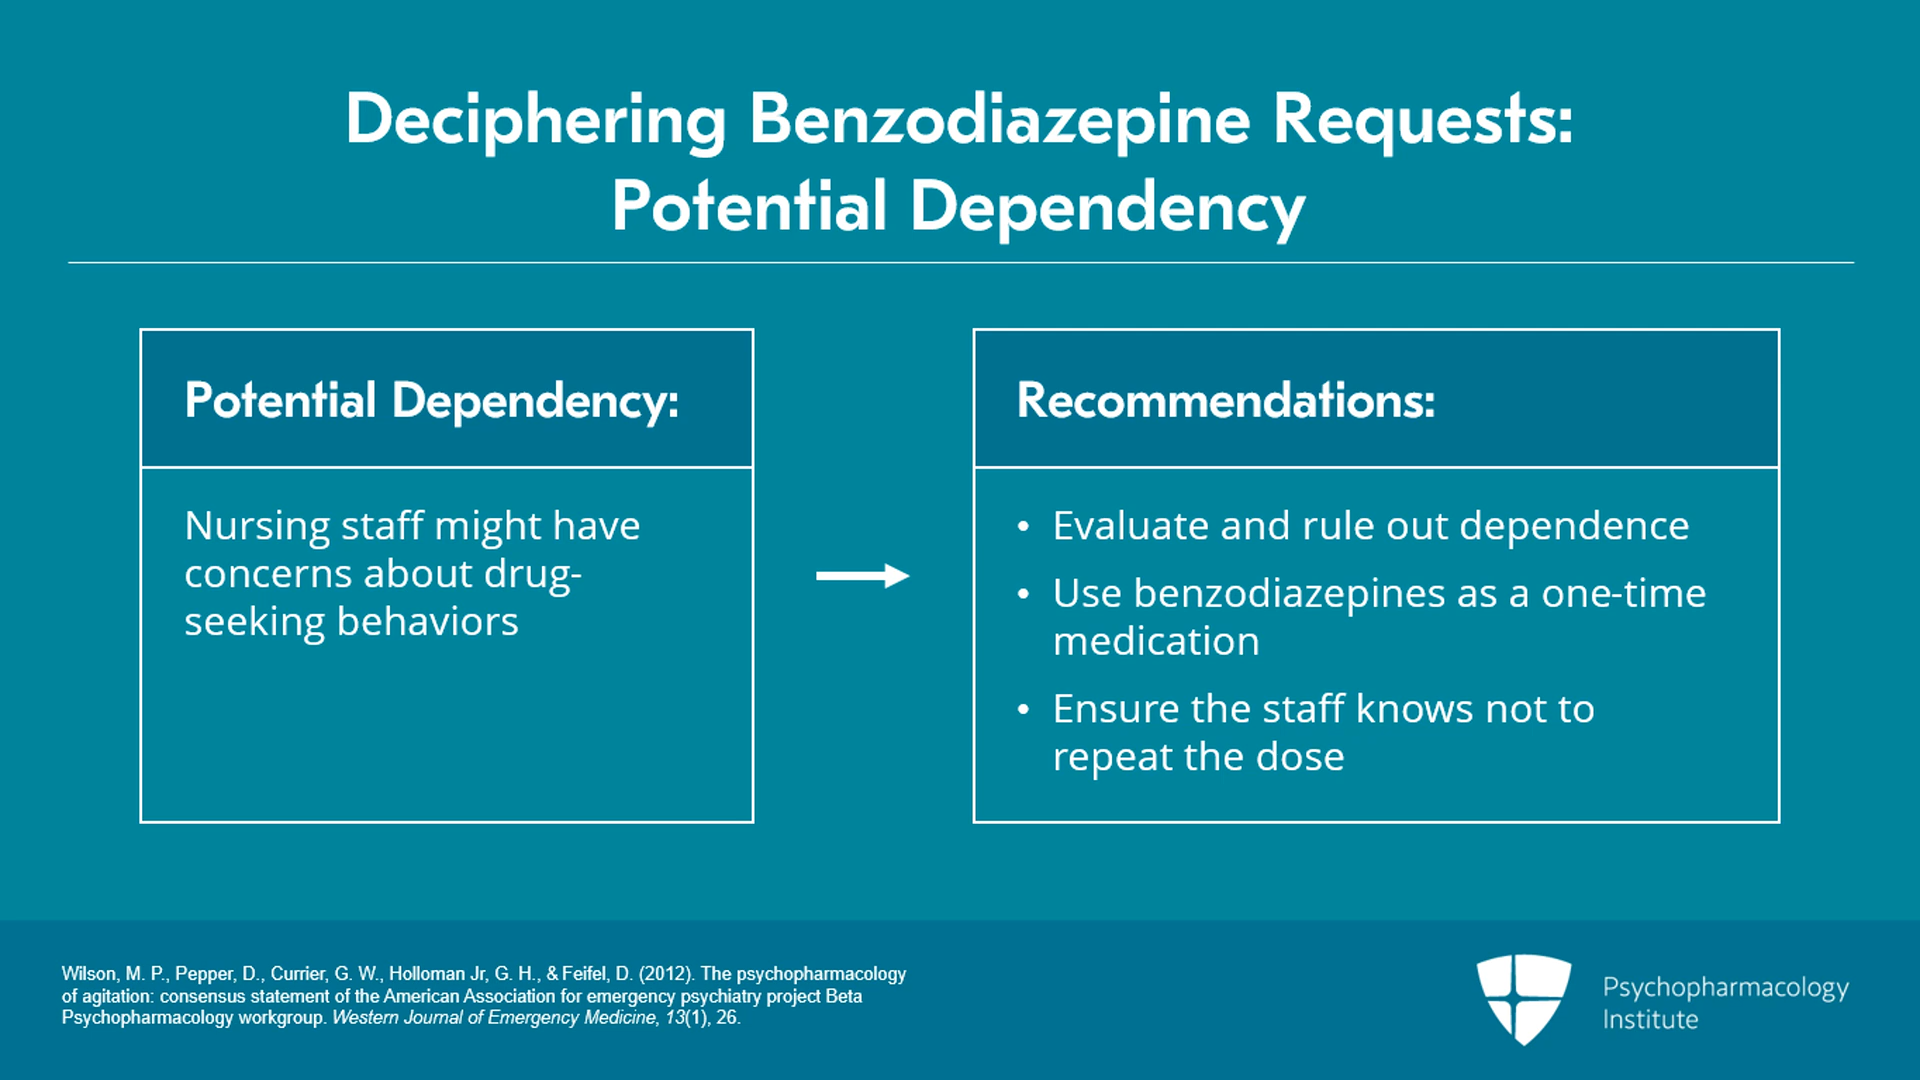 Deciphering Benzodiazepine Requests:
Potential Dependency
Potential Dependency:
Nursing staff might have
concerns about drug-
seeking behaviors
Recommendations:
• Evaluate and rule out dependence
• Use benzodiazepines as a one-time
medication
• Ensure the staff knows not to
repeat the dose
Wilson, M. P., Pepper, D., Currier, G. W., Holloman Jr, G. H., & Feifel, D. (2012). The psychopharmacology
of agitation: consensus statement of the American Association for emergency psychiatry project Beta
Psychopharmacology workgroup. Western Journal of Emergency Medicine, 13(1), 26.
Psychopharmacology
Institute